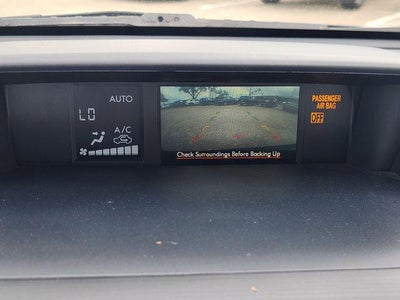 AUTO
LO
A/C
Check Surroundings Before Backing Up
PASSENGER
AIR BAG
OFF